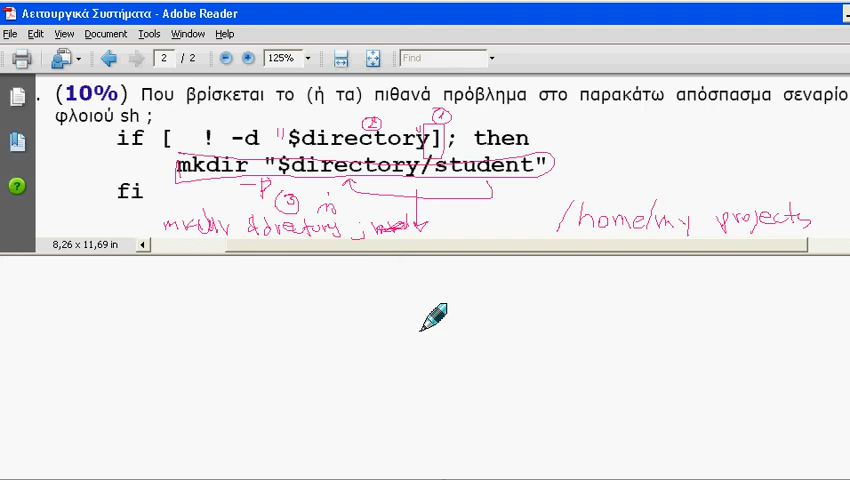 Λειτουργικά Συστήματα - Adobe Reader
File Edit View Document Tools Window Help
2 / 2 125% Find
. (10%) Που βρίσκεται το (ή τα) πιθανά πρόβλημα στο παρακάτω απόσπασμα σεναρίο
φλοιού sh ;
1
2
if [ ! -d "$directory"]; then
mkdir "$directory/student"
-p
3 ή
fi
mkdir $directory ;
/home/my projects
8,26 x 11,69 in